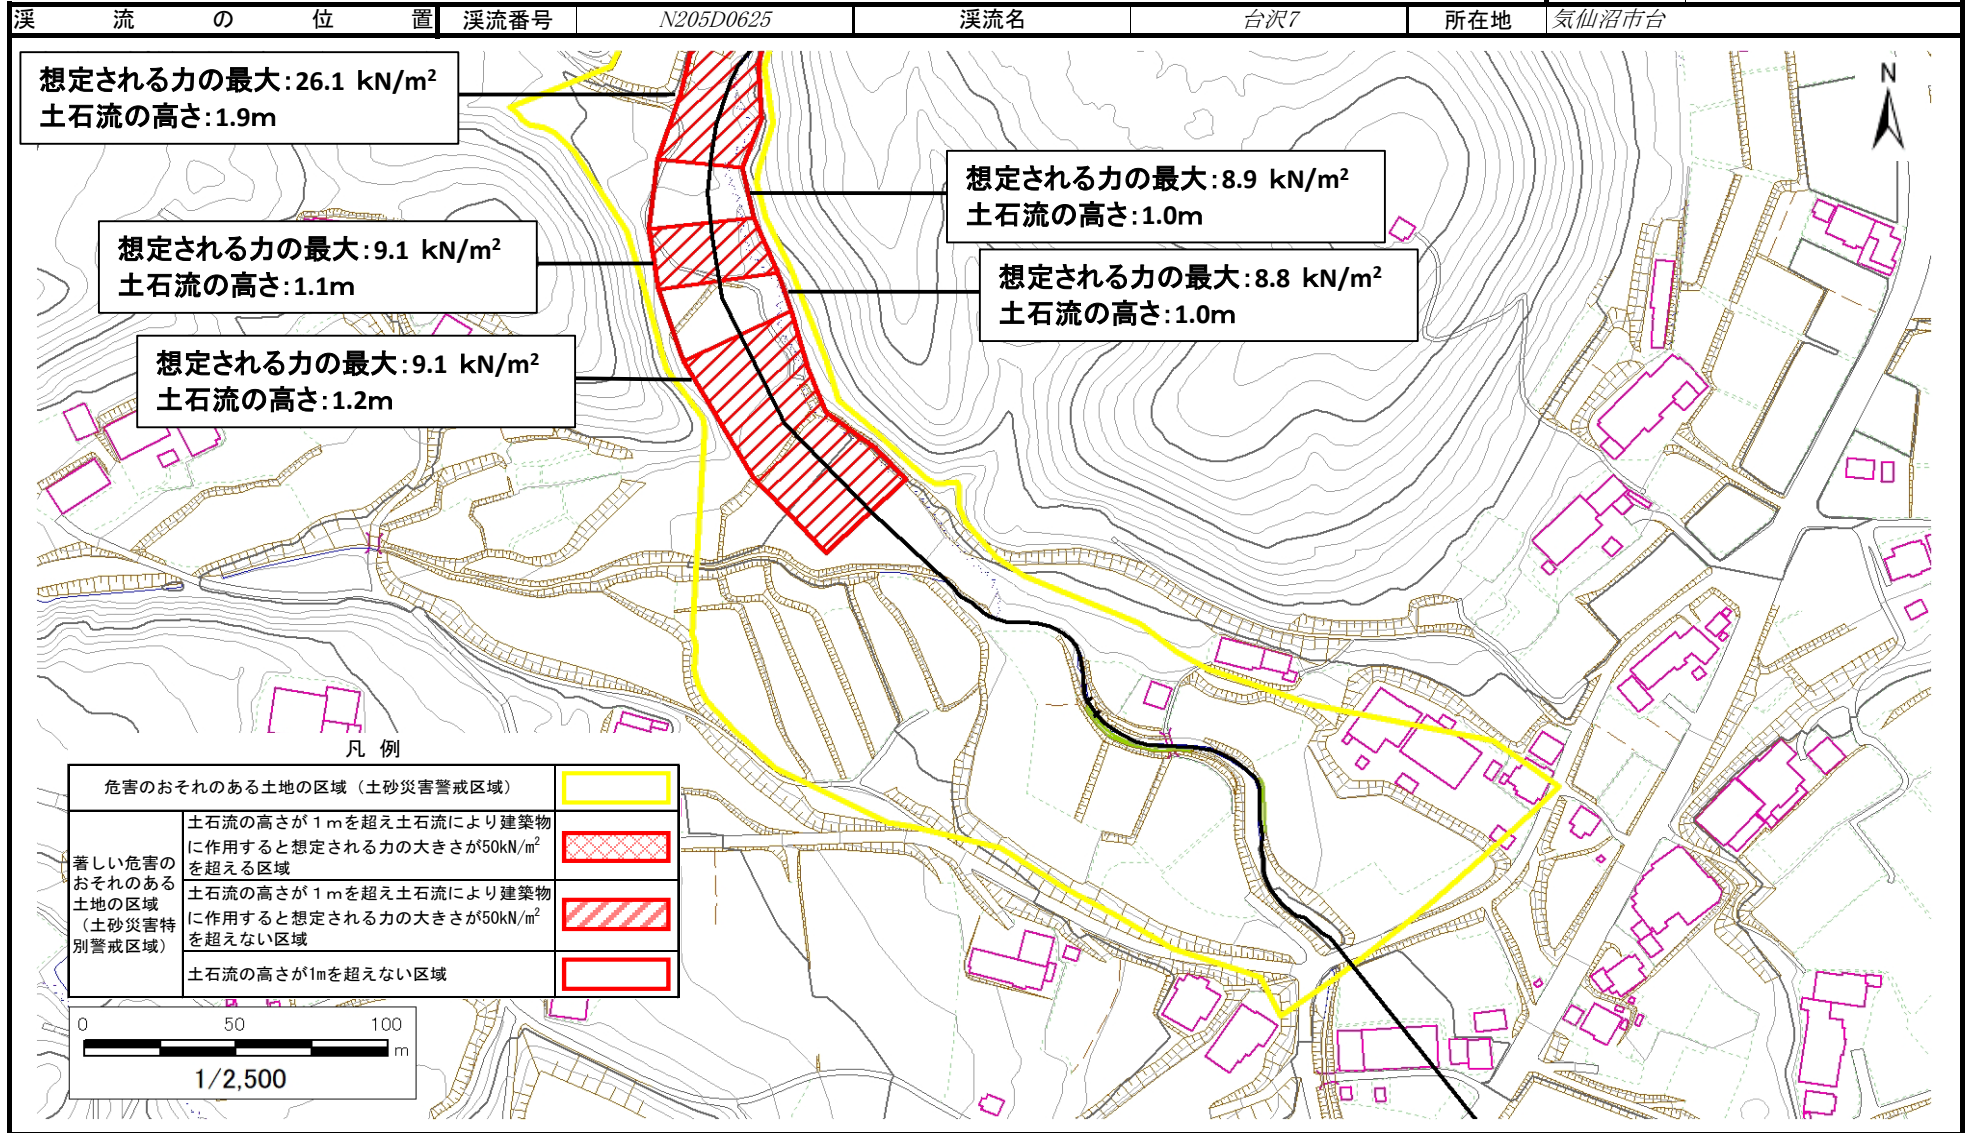 渓流の位置 渓流番号 N205D0625 渓流名 台沢7 所在地 気仙沼市台
想定される力の最大:26.1 kN/m²
土石流の高さ:1.9m
N
想定される力の最大:8.9 kN/m²
土石流の高さ:1.0m
想定される力の最大:9.1 kN/m²
土石流の高さ:1.1m
想定される力の最大:8.8 kN/m²
土石流の高さ:1.0m
想定される力の最大:9.1 kN/m²
土石流の高さ:1.2m
凡 例
危害のおそれのある土地の区域（土砂災害警戒区域）
著しい危害の
おそれのある
土地の区域
（土砂災害特
別警戒区域）
土石流の高さが１ｍを超え土石流により建築物
に作用すると想定される力の大きさが50kN/m²
を超える区域
土石流の高さが１ｍを超え土石流により建築物
に作用すると想定される力の大きさが50kN/m²
を超えない区域
土石流の高さが1mを超えない区域
0 50 100
m
1/2,500